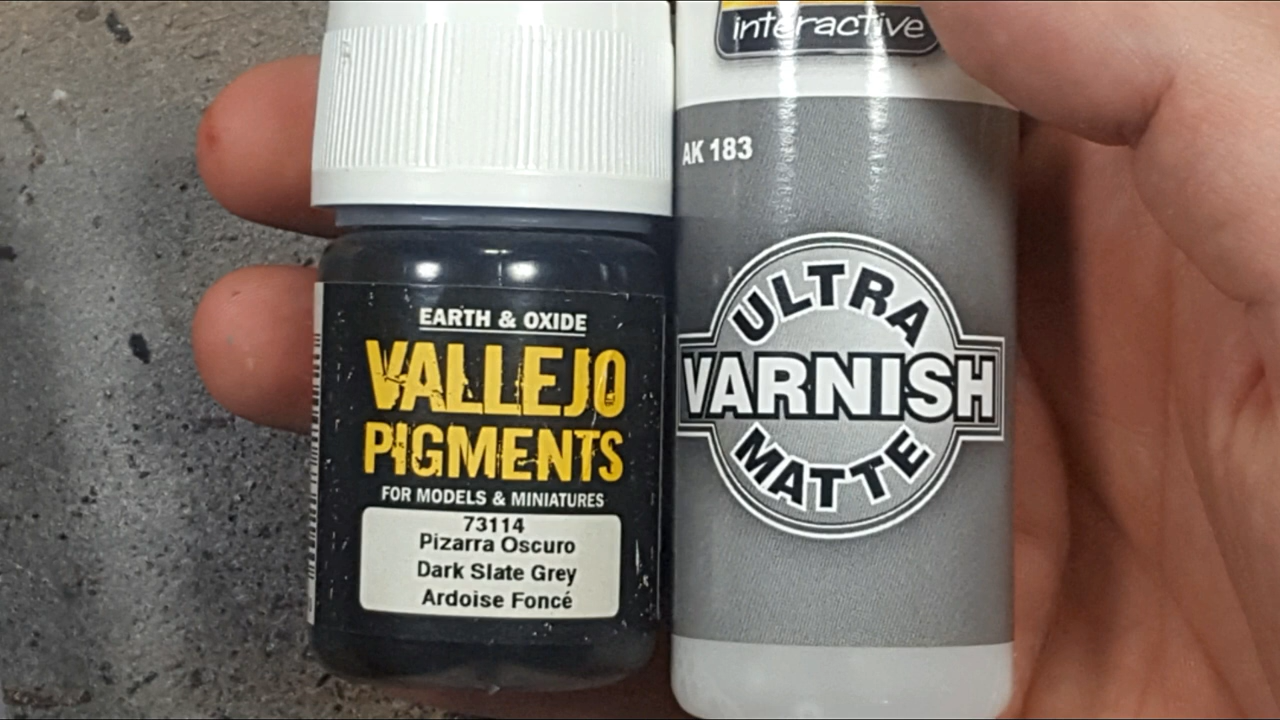 EARTH & OXIDE
VALLEJO
PIGMENTS
FOR MODELS & MINIATURES
73114
Pizarra Oscuro
Dark Slate Grey
Ardoise Foncé
interactive
AK 183
ULTRA
VARNISH
MATTE